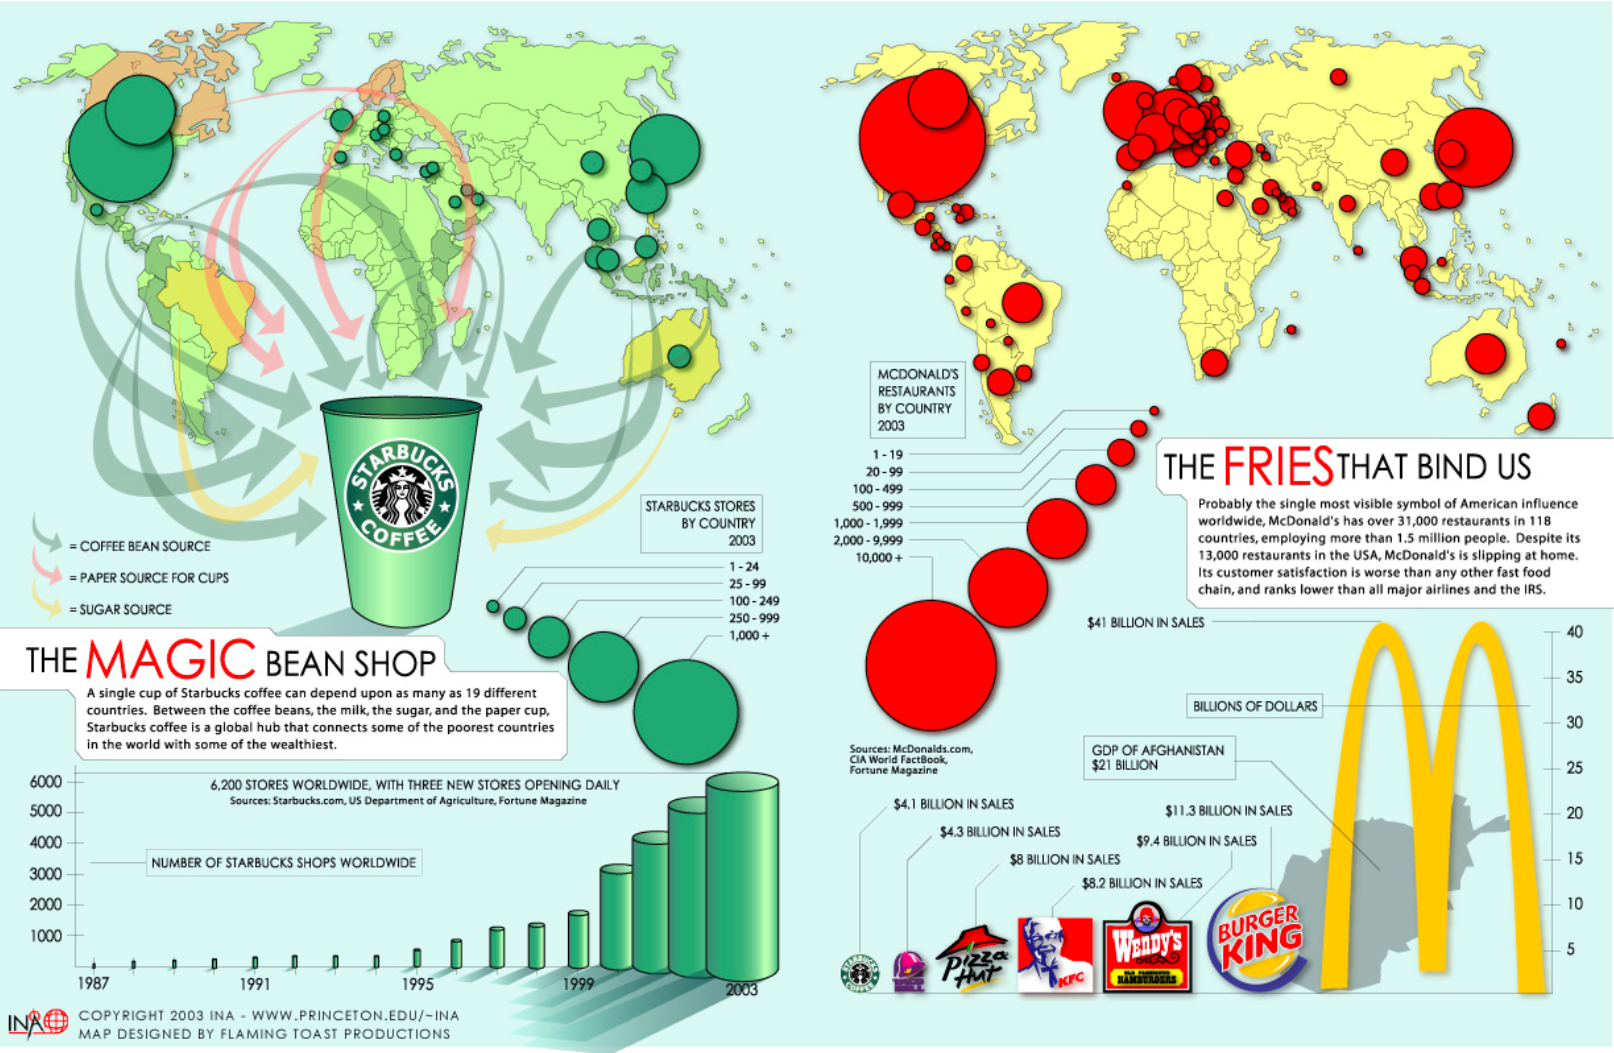 STARBUCKS
COFFEE
= COFFEE BEAN SOURCE
= PAPER SOURCE FOR CUPS
= SUGAR SOURCE
STARBUCKS STORES
BY COUNTRY
2003
1 - 24
25 - 99
100 - 249
250 - 999
1,000 +
THE MAGIC BEAN SHOP
A single cup of Starbucks coffee can depend upon as many as 19 different
countries. Between the coffee beans, the milk, the sugar, and the paper cup,
Starbucks coffee is a global hub that connects some of the poorest countries
in the world with some of the wealthiest.
6,200 STORES WORLDWIDE, WITH THREE NEW STORES OPENING DAILY
Sources: Starbucks.com, US Department of Agriculture, Fortune Magazine
NUMBER OF STARBUCKS SHOPS WORLDWIDE
6000
5000
4000
3000
2000
1000
1987
1991
1995
1999
2003
INA
COPYRIGHT 2003 INA - WWW.PRINCETON.EDU/~INA
MAP DESIGNED BY FLAMING TOAST PRODUCTIONS
MCDONALD'S
RESTAURANTS
BY COUNTRY
2003
1 - 19
20 - 99
100 - 499
500 - 999
1,000 - 1,999
2,000 - 9,999
10,000 +
THE FRIES THAT BIND US
Probably the single most visible symbol of American influence
worldwide, McDonald's has over 31,000 restaurants in 118
countries, employing more than 1.5 million people. Despite its
13,000 restaurants in the USA, McDonald's is slipping at home.
Its customer satisfaction is worse than any other fast food
chain, and ranks lower than all major airlines and the IRS.
Sources: McDonalds.com,
CIA World FactBook,
Fortune Magazine
$41 BILLION IN SALES
BILLIONS OF DOLLARS
GDP OF AFGHANISTAN
$21 BILLION
$4.1 BILLION IN SALES
$4.3 BILLION IN SALES
$8 BILLION IN SALES
$8.2 BILLION IN SALES
$9.4 BILLION IN SALES
$11.3 BILLION IN SALES
40
35
30
25
20
15
10
5
STARBUCKS
COFFEE
TACO
Pizza
Hut
KFC
Wendy's
OLD FASHIONED
HAMBURGERS
BURGER
KING